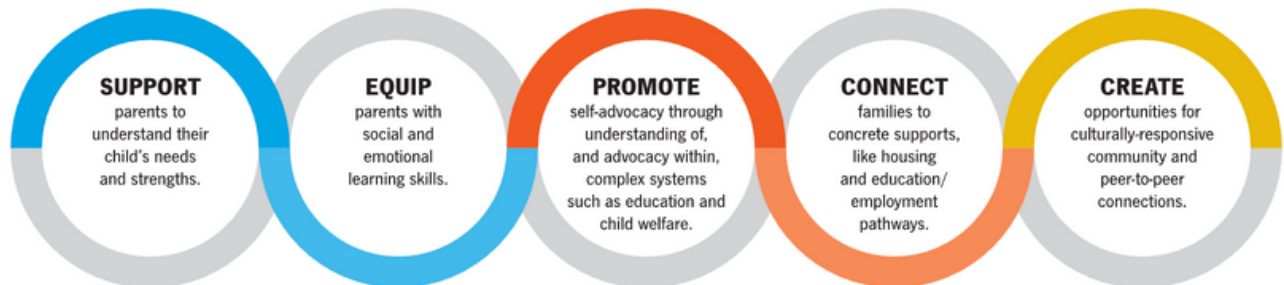 SUPPORT
parents to
understand their
child's needs
and strengths.
EQUIP
parents with
social and
emotional
learning skills.
PROMOTE
self-advocacy through
understanding of,
and advocacy within,
complex systems
such as education and
child welfare.
CONNECT
families to
concrete supports,
like housing
and education/
employment
pathways.
CREATE
opportunities for
culturally-responsive
community and
peer-to-peer
connections.